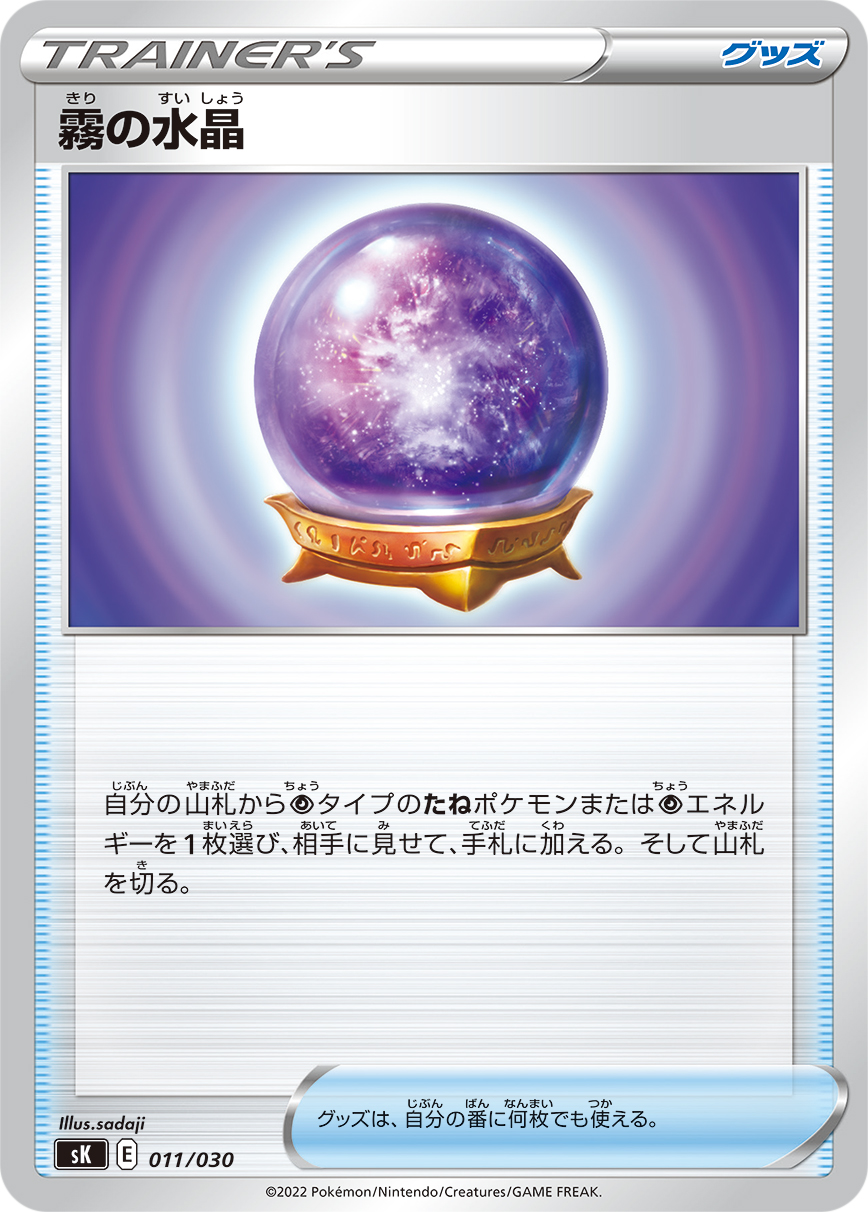 TRAINER'S グッズ
きり すいしょう
霧の水晶
じぶん やまふだ ちょう ちょう
自分の山札からタイプのたねポケモンまたはエネル
まいえら あいて み てふだ くわ やまふだ
ギーを1枚選び、相手に見せて、手札に加える。そして山札
き
を切る。
じぶん ばん なんまい つか
グッズは、自分の番に何枚でも使える。
Illus.sadaji
sK E 011/030
©2022 Pokémon/Nintendo/Creatures/GAME FREAK.